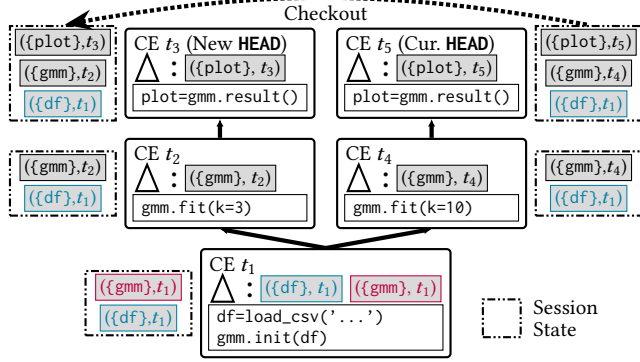 Checkout
({plot},t3)
({gmm},t2)
({df},t1)
CE t3 (New HEAD)
Δ : ({plot}, t3)
plot=gmm.result()
CE t5 (Cur. HEAD)
Δ : ({plot}, t5)
plot=gmm.result()
({plot},t5)
({gmm},t4)
({df},t1)
({gmm},t2)
({df},t1)
CE t2
Δ : ({gmm}, t2)
gmm.fit(k=3)
CE t4
Δ : ({gmm}, t4)
gmm.fit(k=10)
({gmm},t4)
({df},t1)
({gmm},t1)
({df},t1)
CE t1
Δ : ({df}, t1) ({gmm}, t1)
df=load_csv('...')
gmm.init(df)
Session
State